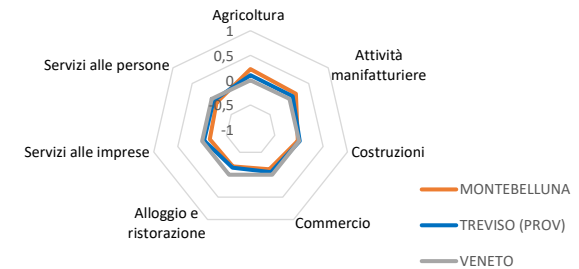 Agricoltura
1
0,5
0
-0,5
-1
Attività
manifatturiere
Costruzioni
Commercio
Alloggio e
ristorazione
Servizi alle imprese
Servizi alle persone
MONTEBELLUNA
TREVISO (PROV)
VENETO